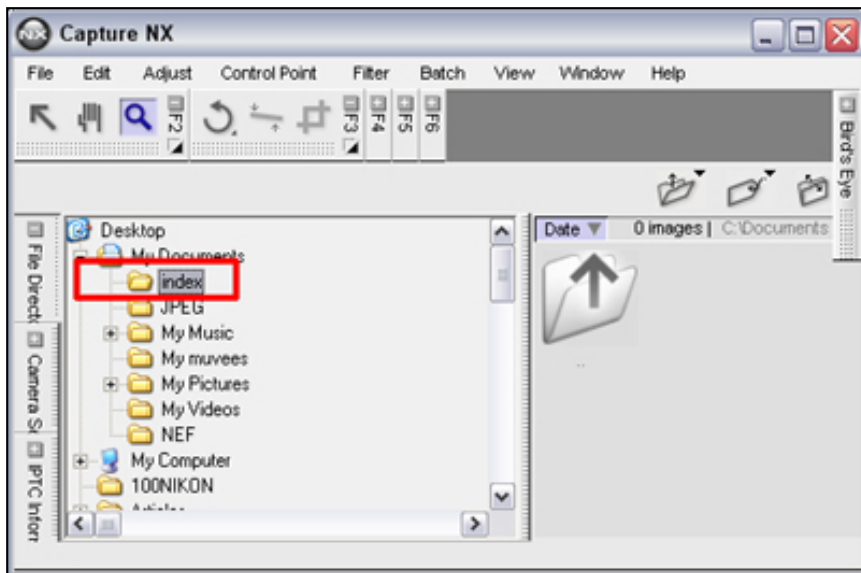 Capture NX
File Edit Adjust Control Point Filter Batch View Window Help
F2 F3 F4 F5 F6
Bird's Eye
Date 0 images | C:\Documents
File Direct
Camera S
IPTC Inforr
Desktop
My Documents
index
JPEG
My Music
My muvees
My Pictures
My Videos
NEF
My Computer
100NIKON
..